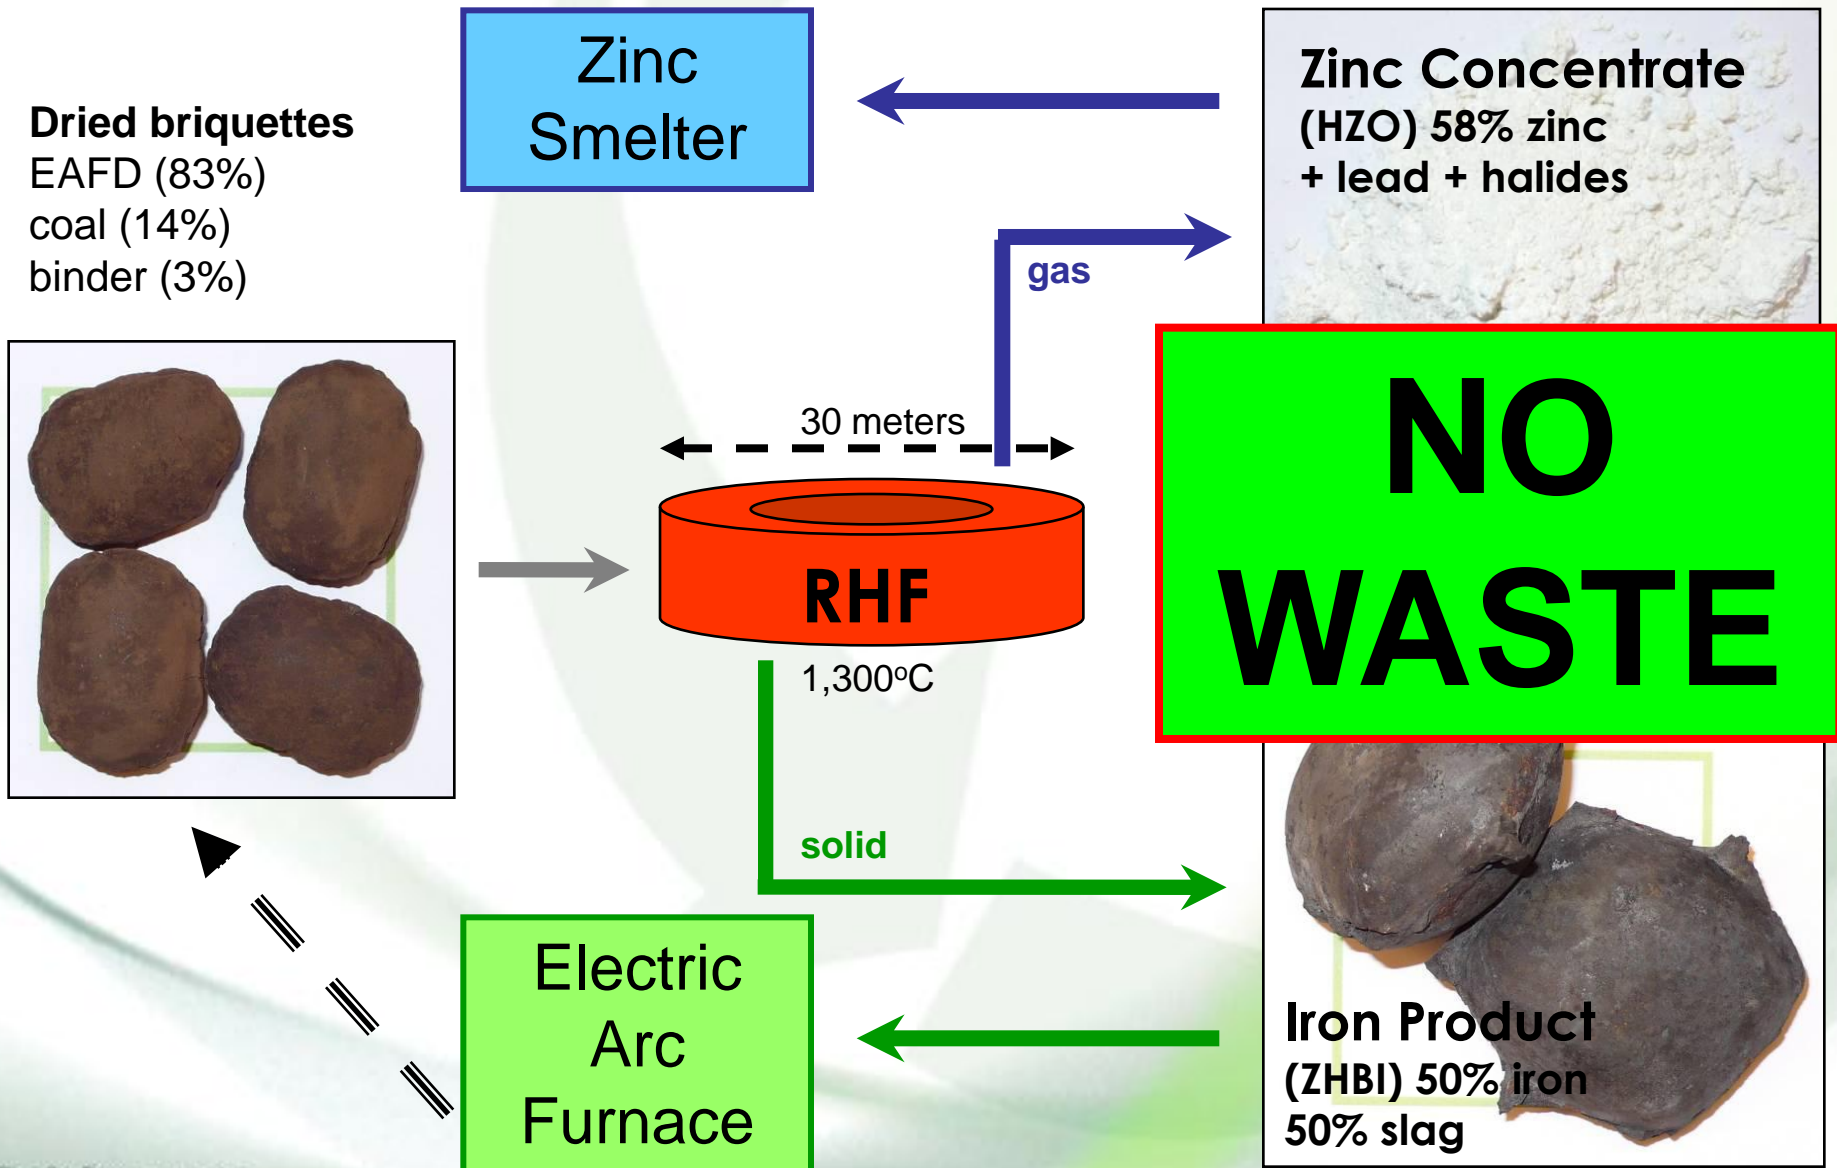 Dried briquettes
EAFD (83%)
coal (14%)
binder (3%)
Zinc
Smelter
Zinc Concentrate
(HZO) 58% zinc
+ lead + halides
gas
30 meters
RHF
1,300°C
NO
WASTE
solid
Electric
Arc
Furnace
Iron Product
(ZHBI) 50% iron
50% slag